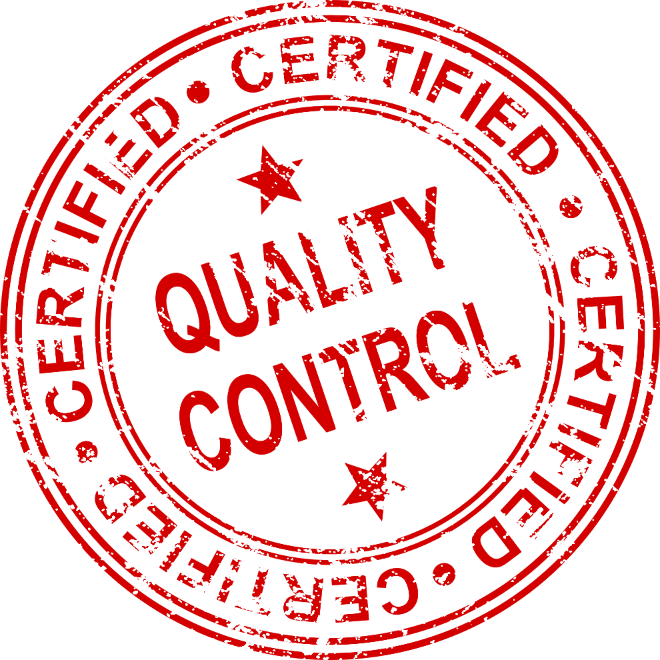 CERTIFIED • CERTIFIED • CERTIFIED • CERTIFIED •
QUALITY
CONTROL